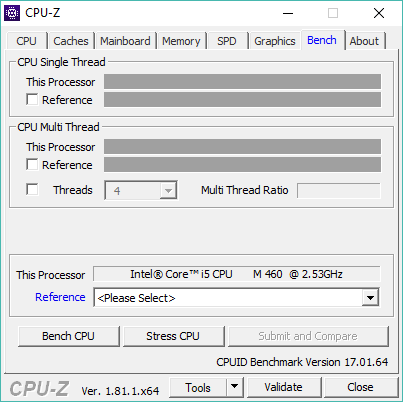 CPU-Z
CPU Caches Mainboard Memory SPD Graphics Bench About
CPU Single Thread
This Processor
Reference
CPU Multi Thread
This Processor
Reference
Threads 4 Multi Thread Ratio
This Processor Intel® Core™ i5 CPU M 460 @ 2.53GHz
Reference <Please Select>
Bench CPU Stress CPU Submit and Compare
CPUID Benchmark Version 17.01.64
CPU-Z Ver. 1.81.1.x64 Tools Validate Close